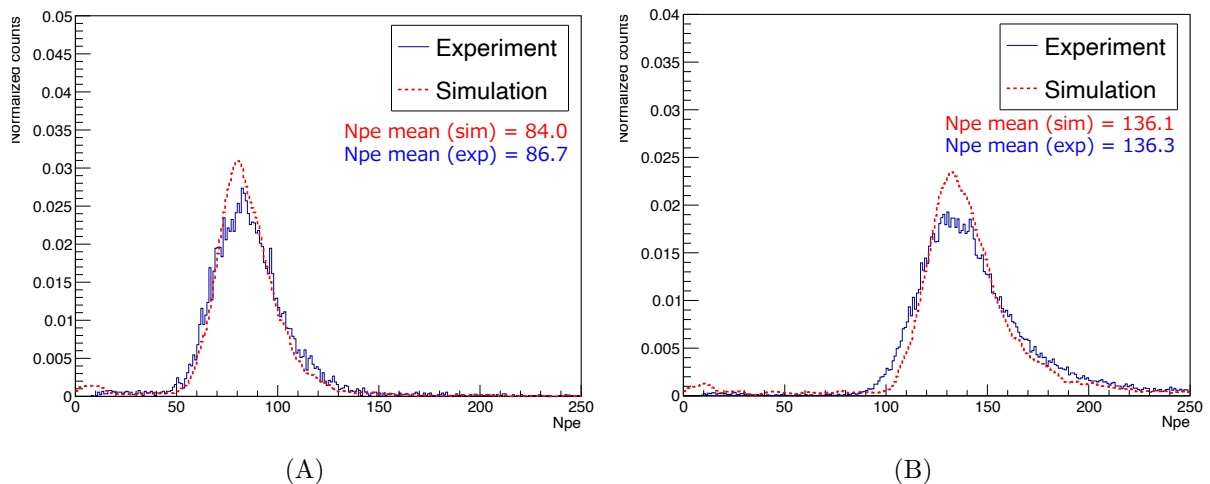 Normalized counts
0.05
0.045
0.04
0.035
0.03
0.025
0.02
0.015
0.01
0.005
0
0
50
100
150
200
250
Npe
Experiment
Simulation
Npe mean (sim) = 84.0
Npe mean (exp) = 86.7
(A)
Normalized counts
0.04
0.035
0.03
0.025
0.02
0.015
0.01
0.005
0
0
50
100
150
200
250
Npe
Experiment
Simulation
Npe mean (sim) = 136.1
Npe mean (exp) = 136.3
(B)